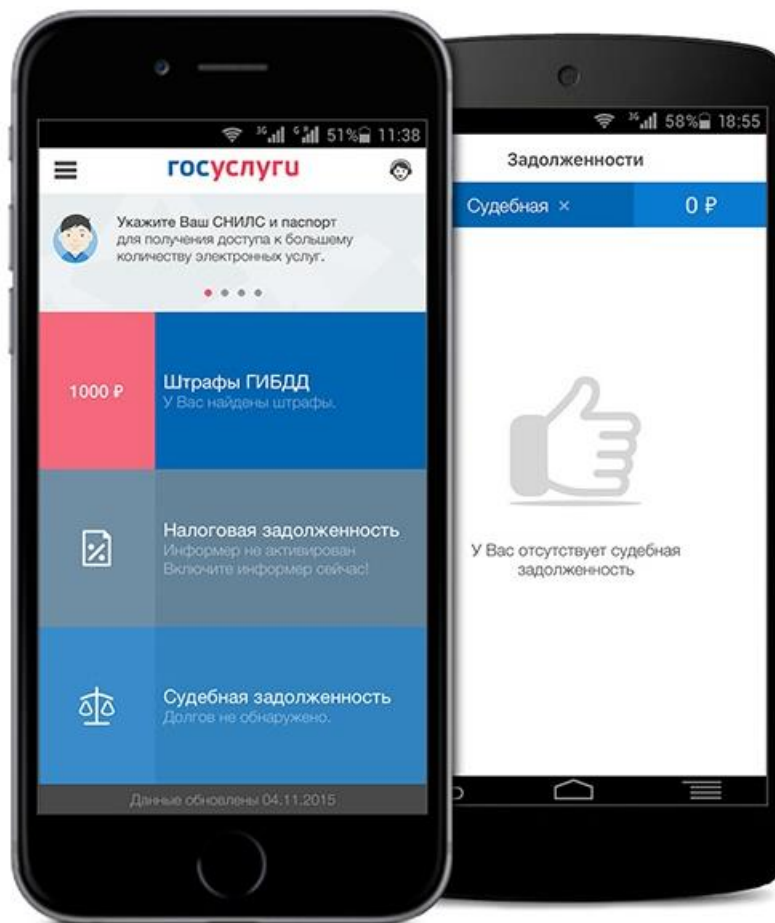 3G G 51% 11:38
госуслуги
Укажите Ваш СНИЛС и паспорт
для получения доступа к большему
количеству электронных услуг.
1000 ₽
Штрафы ГИБДД
У Вас найдены штрафы.
Налоговая задолженность
Информер не активирован
Включите информер сейчас!
Судебная задолженность
Долгов не обнаружено.
Данные обновлены 04.11.2015
3G 58% 18:55
Задолженности
Судебная × 0 ₽
У Вас отсутствует судебная
задолженность